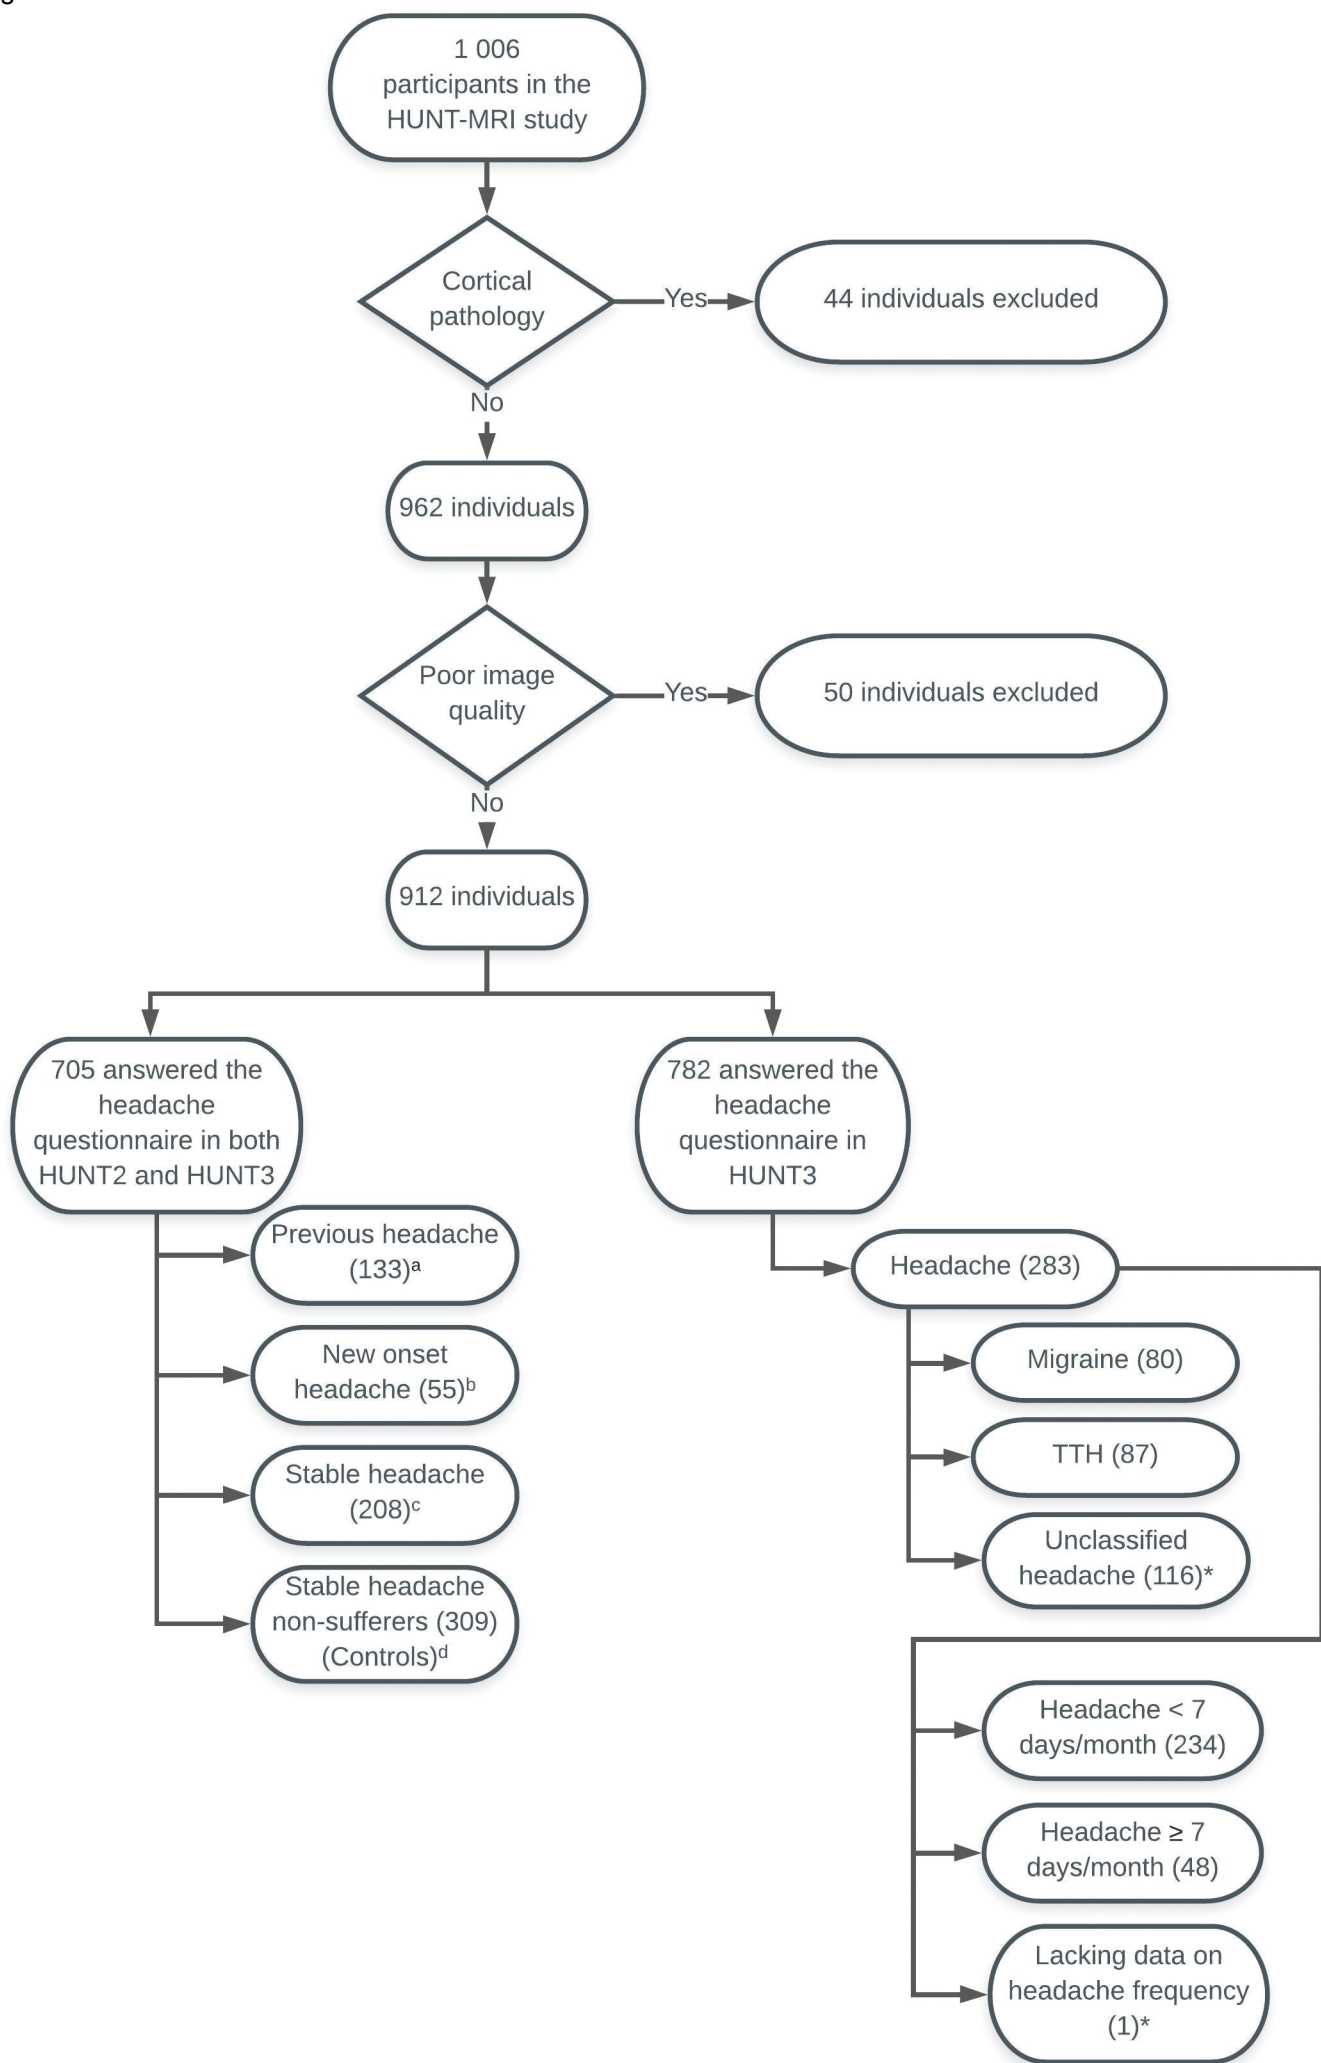 1 006
participants in the
HUNT-MRI study
Cortical
pathology
Yes
44 individuals excluded
No
962 individuals
Poor image
quality
Yes
50 individuals excluded
No
912 individuals
705 answered the
headache
questionnaire in both
HUNT2 and HUNT3
782 answered the
headache
questionnaire in
HUNT3
Previous headache
(133)ᵃ
New onset
headache (55)ᵇ
Stable headache
(208)ᶜ
Stable headache
non-sufferers (309)
(Controls)ᵈ
Headache (283)
Migraine (80)
TTH (87)
Unclassified
headache (116)*
Headache < 7
days/month (234)
Headache ≥ 7
days/month (48)
Lacking data on
headache frequency
(1)*